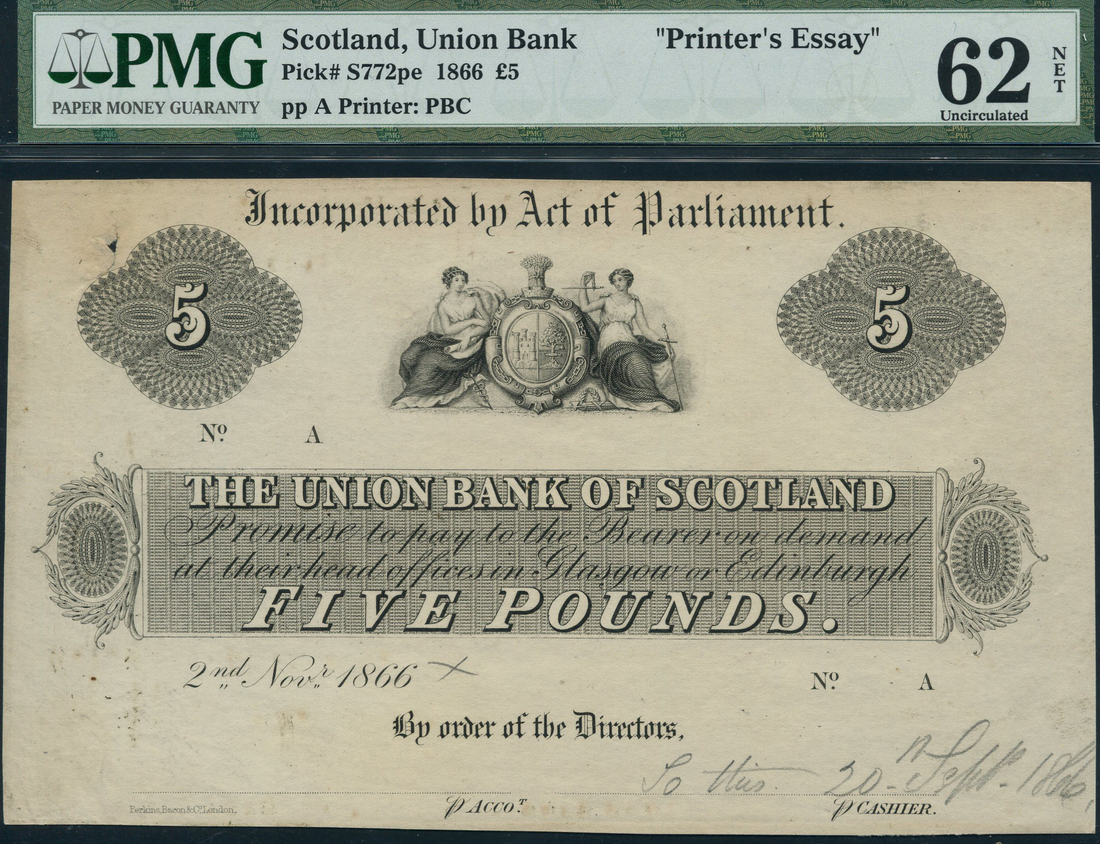 PMG
PAPER MONEY GUARANTY
Scotland, Union Bank "Printer's Essay"
Pick# S772pe 1866 £5
pp A Printer: PBC
62 NET
Uncirculated
Incorporated by Act of Parliament.
5 5
Nº A
THE UNION BANK OF SCOTLAND
Promise to pay to the Bearer on demand
at their head offices in Glasgow or Edinburgh
FIVE POUNDS.
2nd Novr. 1866 X
Nº A
By order of the Directors,
So this 20 Septr. 1866
Perkins, Bacon & Co. London.
p ACCOT. p CASHIER.